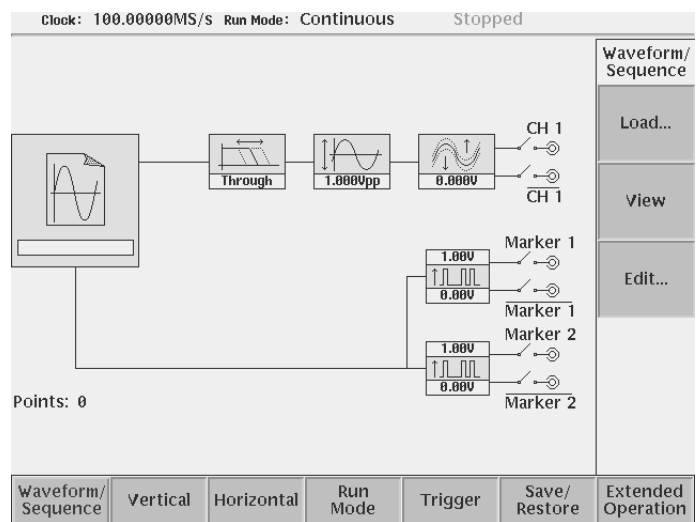 Clock: 100.00000MS/s Run Mode: Continuous Stopped
Waveform/
Sequence
Load...
View
Edit...
Through
1.000Vpp
0.000V
CH 1
CH 1
Marker 1
1.00V
0.00V
Marker 1
Marker 2
1.00V
0.00V
Marker 2
Points: 0
Waveform/
Sequence
Vertical
Horizontal
Run
Mode
Trigger
Save/
Restore
Extended
Operation